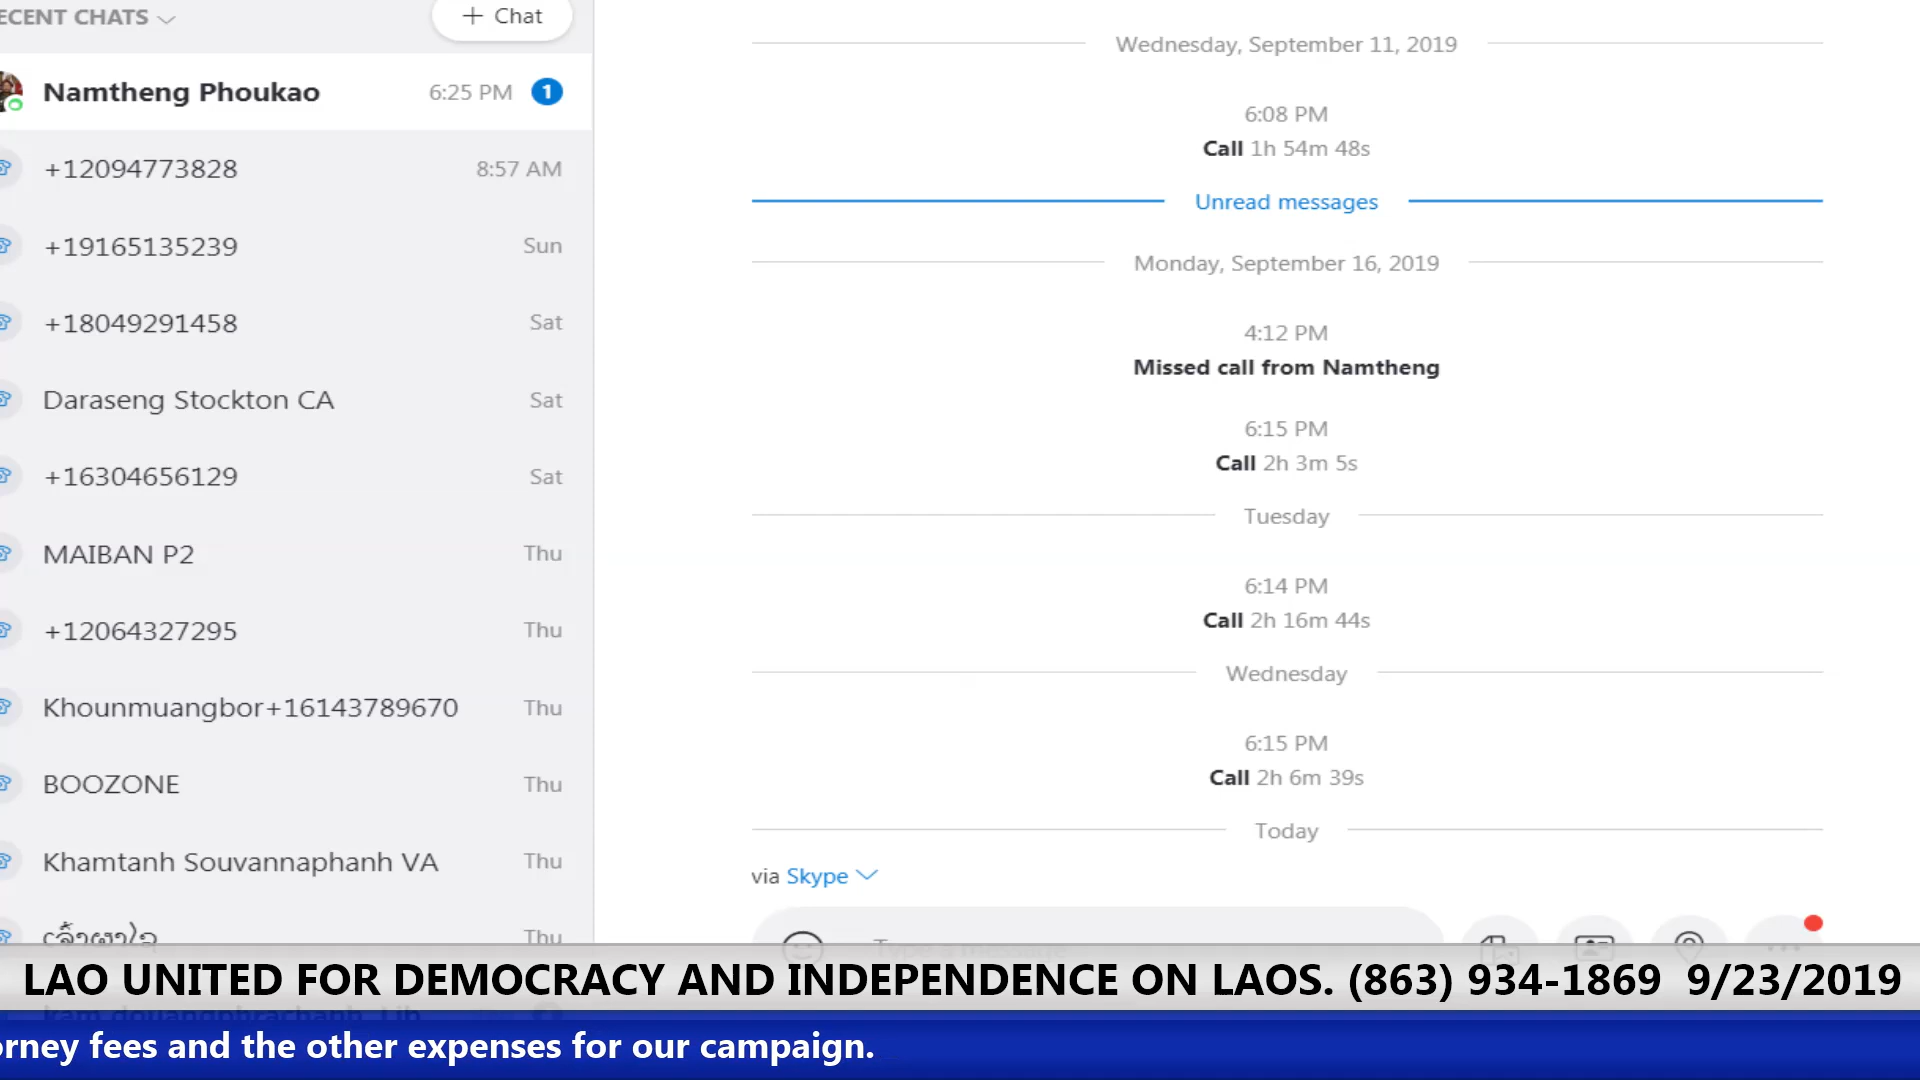 ECENT CHATS
+ Chat
Namtheng Phoukao 6:25 PM 1
+12094773828 8:57 AM
+19165135239 Sun
+18049291458 Sat
Daraseng Stockton CA Sat
+16304656129 Sat
MAIBAN P2 Thu
+12064327295 Thu
Khounmuangbor+16143789670 Thu
BOOZONE Thu
Khamtanh Souvannaphanh VA Thu
Thu
Wednesday, September 11, 2019
6:08 PM
Call 1h 54m 48s
Unread messages
Monday, September 16, 2019
4:12 PM
Missed call from Namtheng
6:15 PM
Call 2h 3m 5s
Tuesday
6:14 PM
Call 2h 16m 44s
Wednesday
6:15 PM
Call 2h 6m 39s
Today
via Skype
Type a message
LAO UNITED FOR DEMOCRACY AND INDEPENDENCE ON LAOS. (863) 934-1869 9/23/2019
orney fees and the other expenses for our campaign.